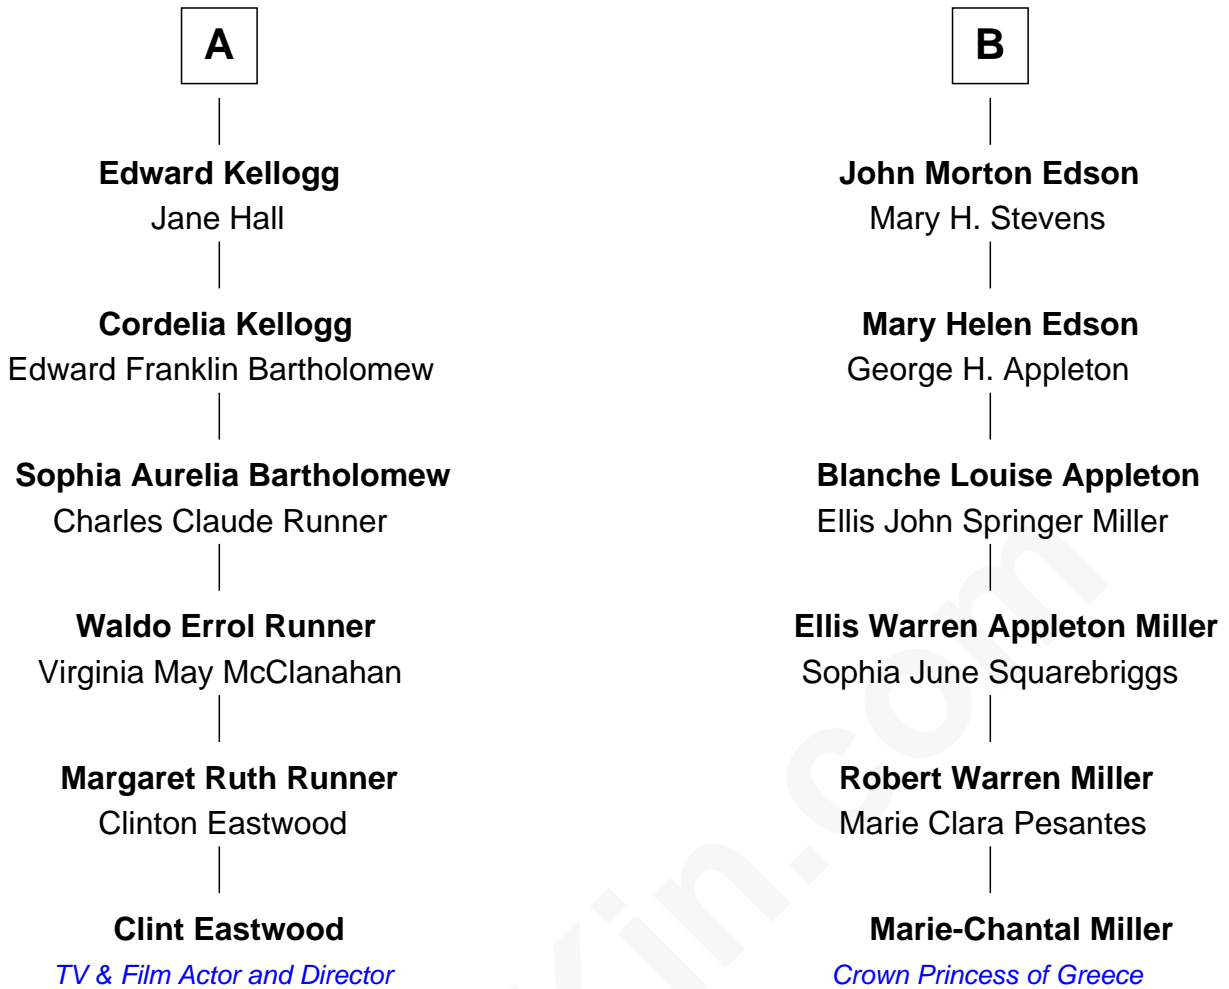 A
Edward Kellogg
Jane Hall
Cordelia Kellogg
Edward Franklin Bartholomew
Sophia Aurelia Bartholomew
Charles Claude Runner
Waldo Errol Runner
Virginia May McClanahan
Margaret Ruth Runner
Clinton Eastwood
Clint Eastwood
TV & Film Actor and Director
B
John Morton Edson
Mary H. Stevens
Mary Helen Edson
George H. Appleton
Blanche Louise Appleton
Ellis John Springer Miller
Ellis Warren Appleton Miller
Sophia June Squarebriggs
Robert Warren Miller
Marie Clara Pesantes
Marie-Chantal Miller
Crown Princess of Greece
Kin.com